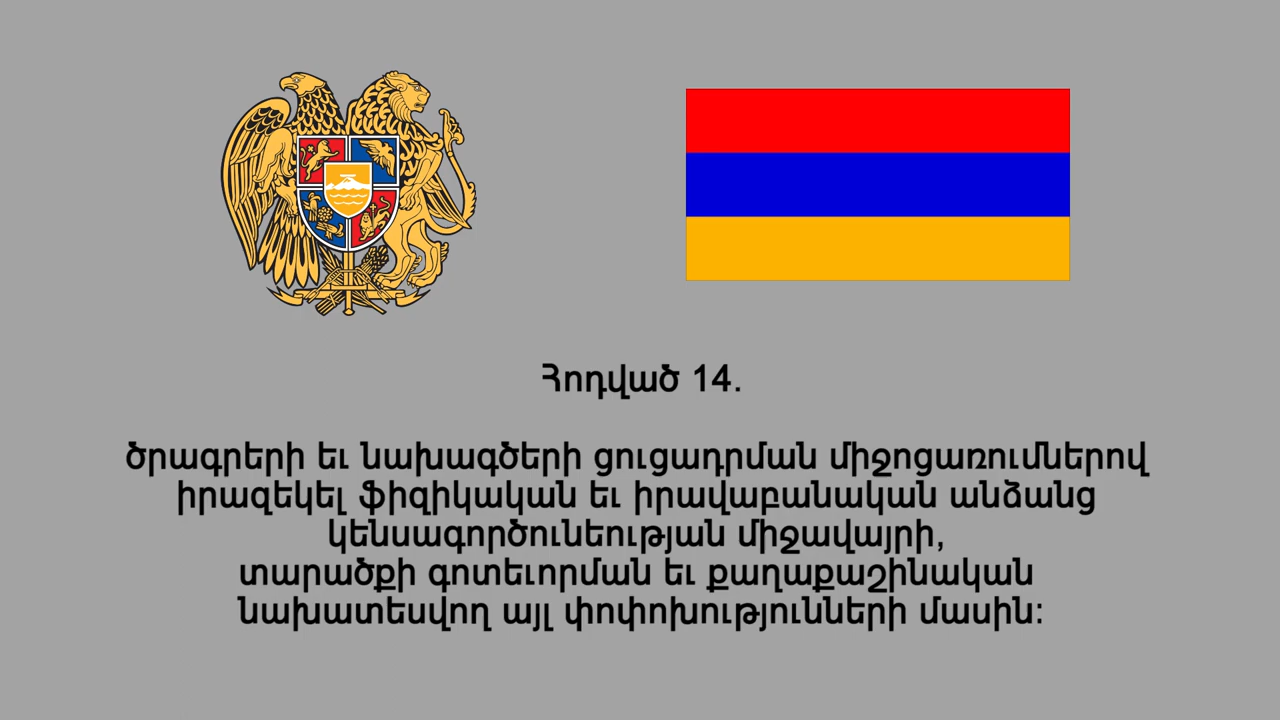 Հոդված 14.
ծրագրերի եւ նախագծերի ցուցադրման միջոցառումներով
իրազեկել ֆիզիկական եւ իրավաբանական անձանց
կենսագործունեության միջավայրի,
տարածքի գոտեւորման եւ քաղաքաշինական
նախատեսվող այլ փոփոխությունների մասին: